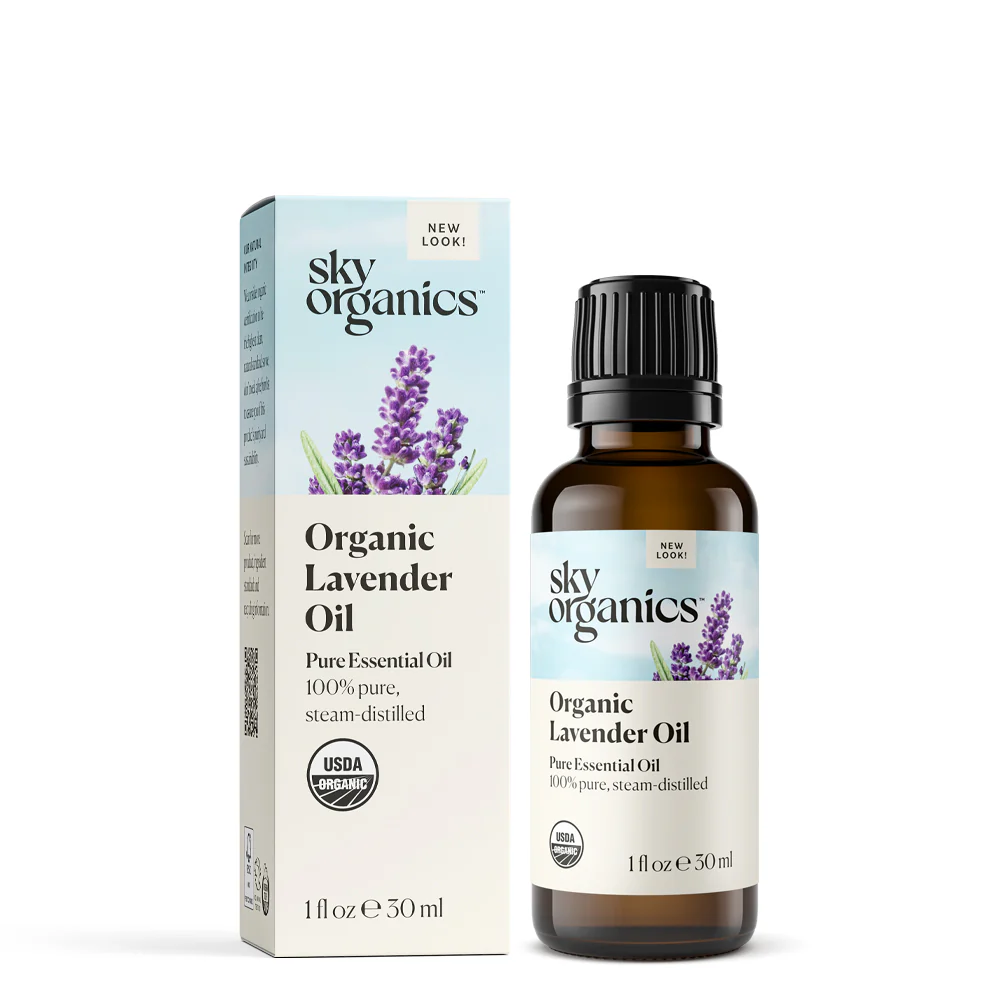 NEW
LOOK!
sky
organics™
Organic
Lavender
Oil
Pure Essential Oil
100% pure,
steam-distilled
USDA
ORGANIC
1 fl oz ℮ 30 ml
NEW
LOOK!
sky
organics™
Organic
Lavender Oil
Pure Essential Oil
100% pure, steam-distilled
USDA
ORGANIC
1 fl oz ℮ 30 ml